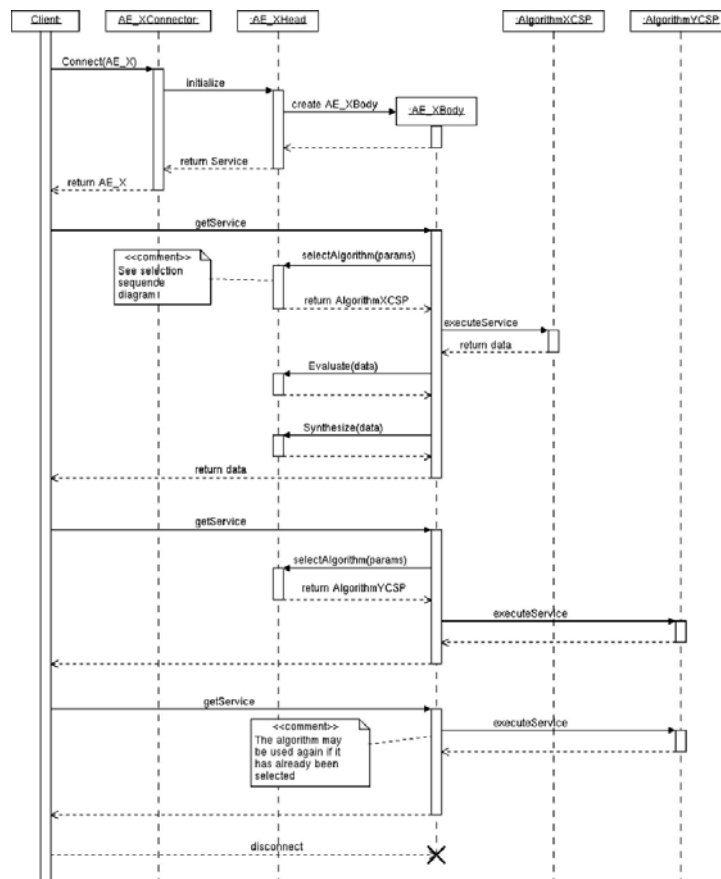 Client
AE_XConnector
:AE_XHead
:AlgorithmXCSP
:AlgorithmYCSP
Connect(AE_X)
initialize
create AE_XBody
:AE_XBody
return Service
return AE_X
getService
<<comment>>
See selection
sequende
diagram
selectAlgorithm(params)
return AlgorithmXCSP
executeService
return data
Evaluate(data)
Synthesize(data)
return data
getService
selectAlgorithm(params)
return AlgorithmYCSP
executeService
getService
<<comment>>
The algorithm may
be used again if it
has already been
selected
executeService
disconnect